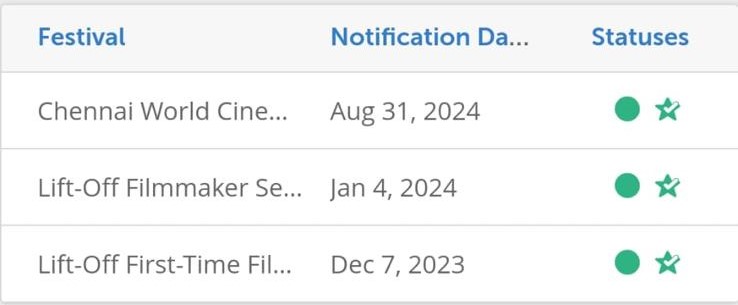 Festival Notification Da... Statuses
Chennai World Cine... Aug 31, 2024
Lift-Off Filmmaker Se... Jan 4, 2024
Lift-Off First-Time Fil... Dec 7, 2023